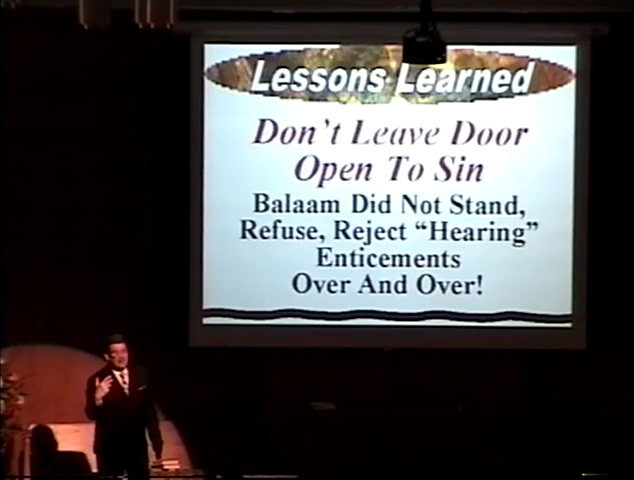 Lessons Learned
Don't Leave Door
Open To Sin
Balaam Did Not Stand,
Refuse, Reject “Hearing”
Enticements
Over And Over!